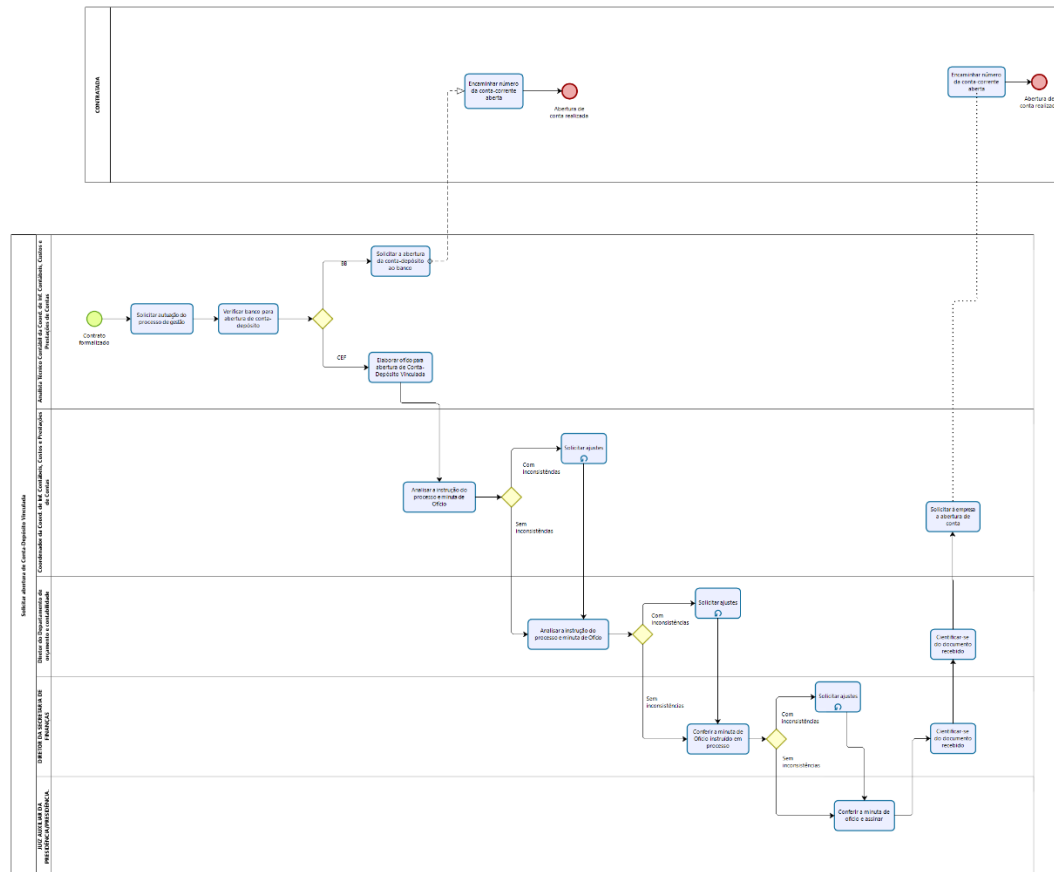 CONTRATADA
Encaminhar número
da conta-corrente
aberta
Abertura de
conta realizada
Encaminhar número
da conta-corrente
aberta
Abertura de
conta realizad
Solicitar abertura de Conta-Depósito Vinculada
Analista Técnico Contábil da Coord. de Inf. Contábeis, Custos e
Prestações de Contas
Contrato
formalizado
Solicitar autuação do
processo de gestão
Verificar banco para
abertura de conta-
depósito
BB
Solicitar a abertura
da conta-depósito
ao banco
CEF
Elaborar ofício para
abertura de Conta-
Depósito Vinculada
Coordenador da Coord. de Inf. Contábeis, Custos e Prestações
de Contas
Analisar a instrução do
processo e minuta de
Ofício
Com
inconsistências
Solicitar ajustes
Sem
inconsistências
Solicitar à empresa
a abertura de
conta
Diretor do Departamento de
orçamento e contabilidade
Analisar a instrução do
processo e minuta de Ofício
Com
inconsistências
Solicitar ajustes
Sem
inconsistências
Cientificar-se
do documento
recebido
DIRETOR DA SECRETARIA DE
FINANÇAS
Conferir a minuta de
Ofício instruído em
processo
Com
inconsistências
Solicitar ajustes
Sem
inconsistências
Cientificar-se
do documento
recebido
JUIZ AUXILIAR DA
PRESIDÊNCIA/PRESIDÊNCIA.
Conferir a minuta de
ofício e assinar